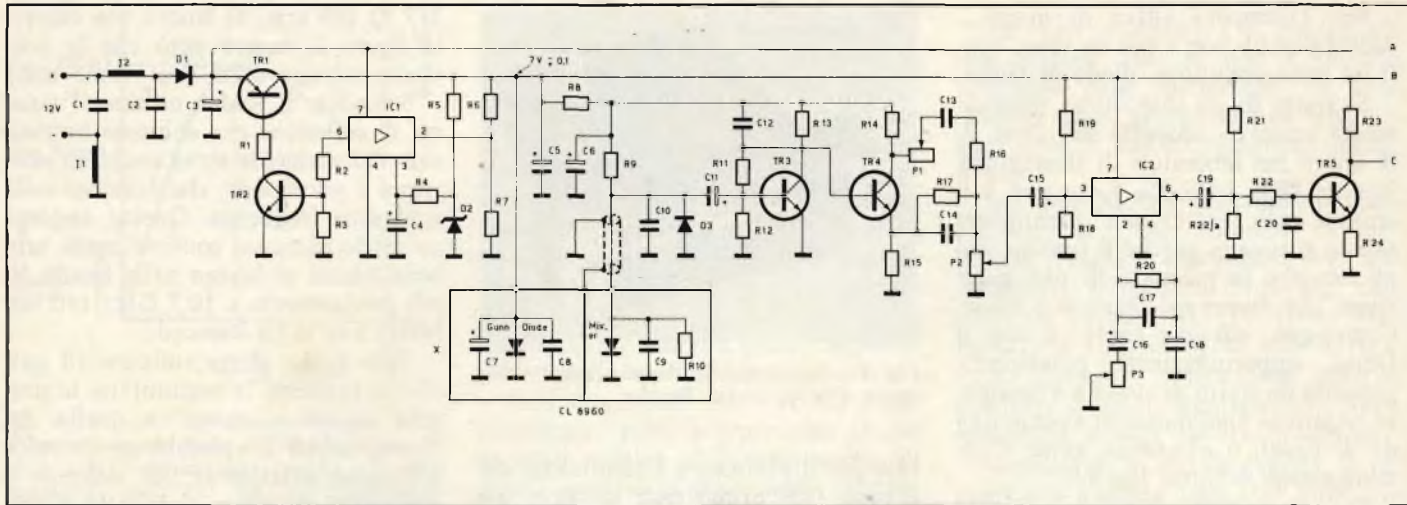 A
B
C
12V
C1
J2
C2
D1
C3
TR1
R1
TR2
R2
R3
IC1
7
6
2
4
3
C4
R4
R5
R6
D2
R7
7V ∓ 0,1
C5
C6
R8
R9
C10
D3
C11
C12
R11
R12
TR3
R13
R14
TR4
R15
P1
C13
R16
R17
C14
P2
C15
R19
R18
IC2
7
3
6
2
4
R20
C17
C16
C18
P3
C19
R21
R22
R22/a
C20
TR5
R23
R24
X
C7
Gunn
Diode
C8
Mix,
er
C9
R10
CL 8960